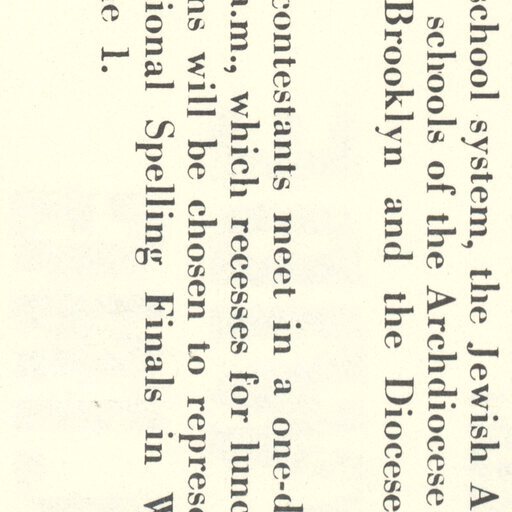 school system, the Jewish A
schools of the Archdiocese
Brooklyn and the Diocese
contestants meet in a one-d
a.m., which recesses for lunc
ns will be chosen to represe
ional Spelling Finals in W
e 1.